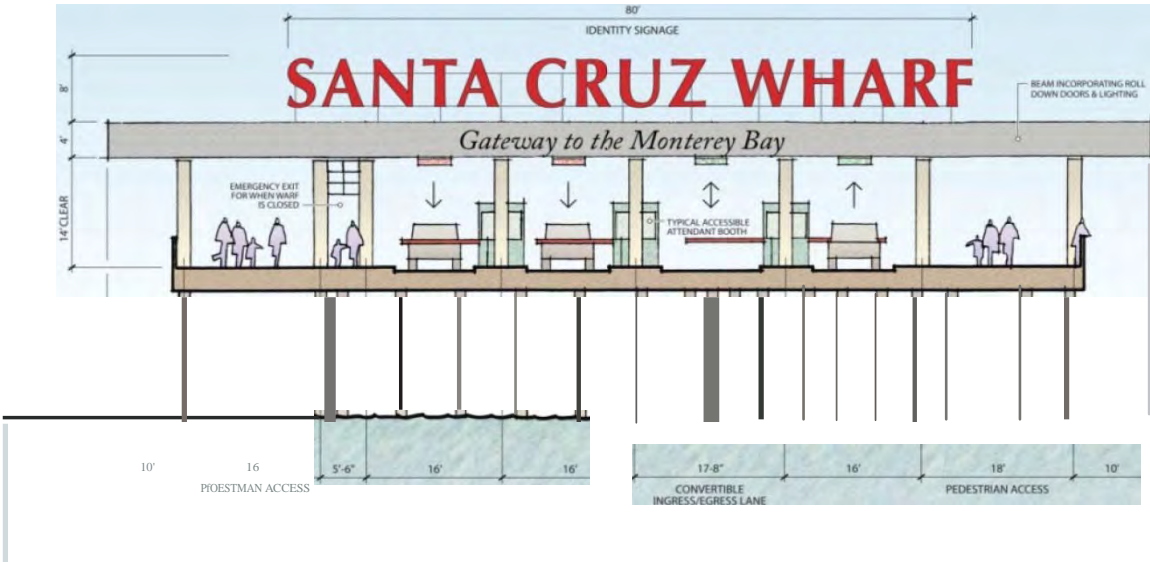 80'
IDENTITY SIGNAGE
SANTA CRUZ WHARF
8'
BEAM INCORPORATING ROLL
DOWN DOORS & LIGHTING
4'
Gateway to the Monterey Bay
EMERGENCY EXIT
FOR WHEN WARF
IS CLOSED
14'CLEAR
TYPICAL ACCESSIBLE
ATTENDANT BOOTH
10'
16
5'-6"
16'
16'
17-8"
16'
18'
10'
PfOESTMAN ACCESS
CONVERTIBLE
INGRESS/EGRESS LANE
PEDESTRIAN ACCESS